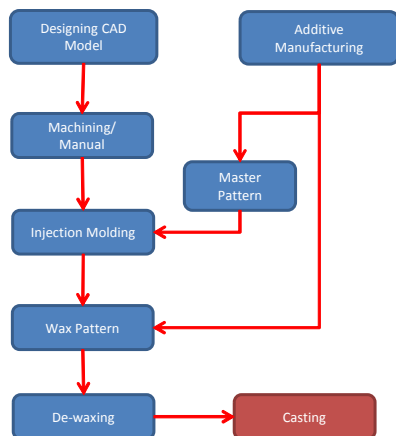 Designing CAD
Model
Additive
Manufacturing
Machining/
Manual
Master
Pattern
Injection Molding
Wax Pattern
De-waxing
Casting